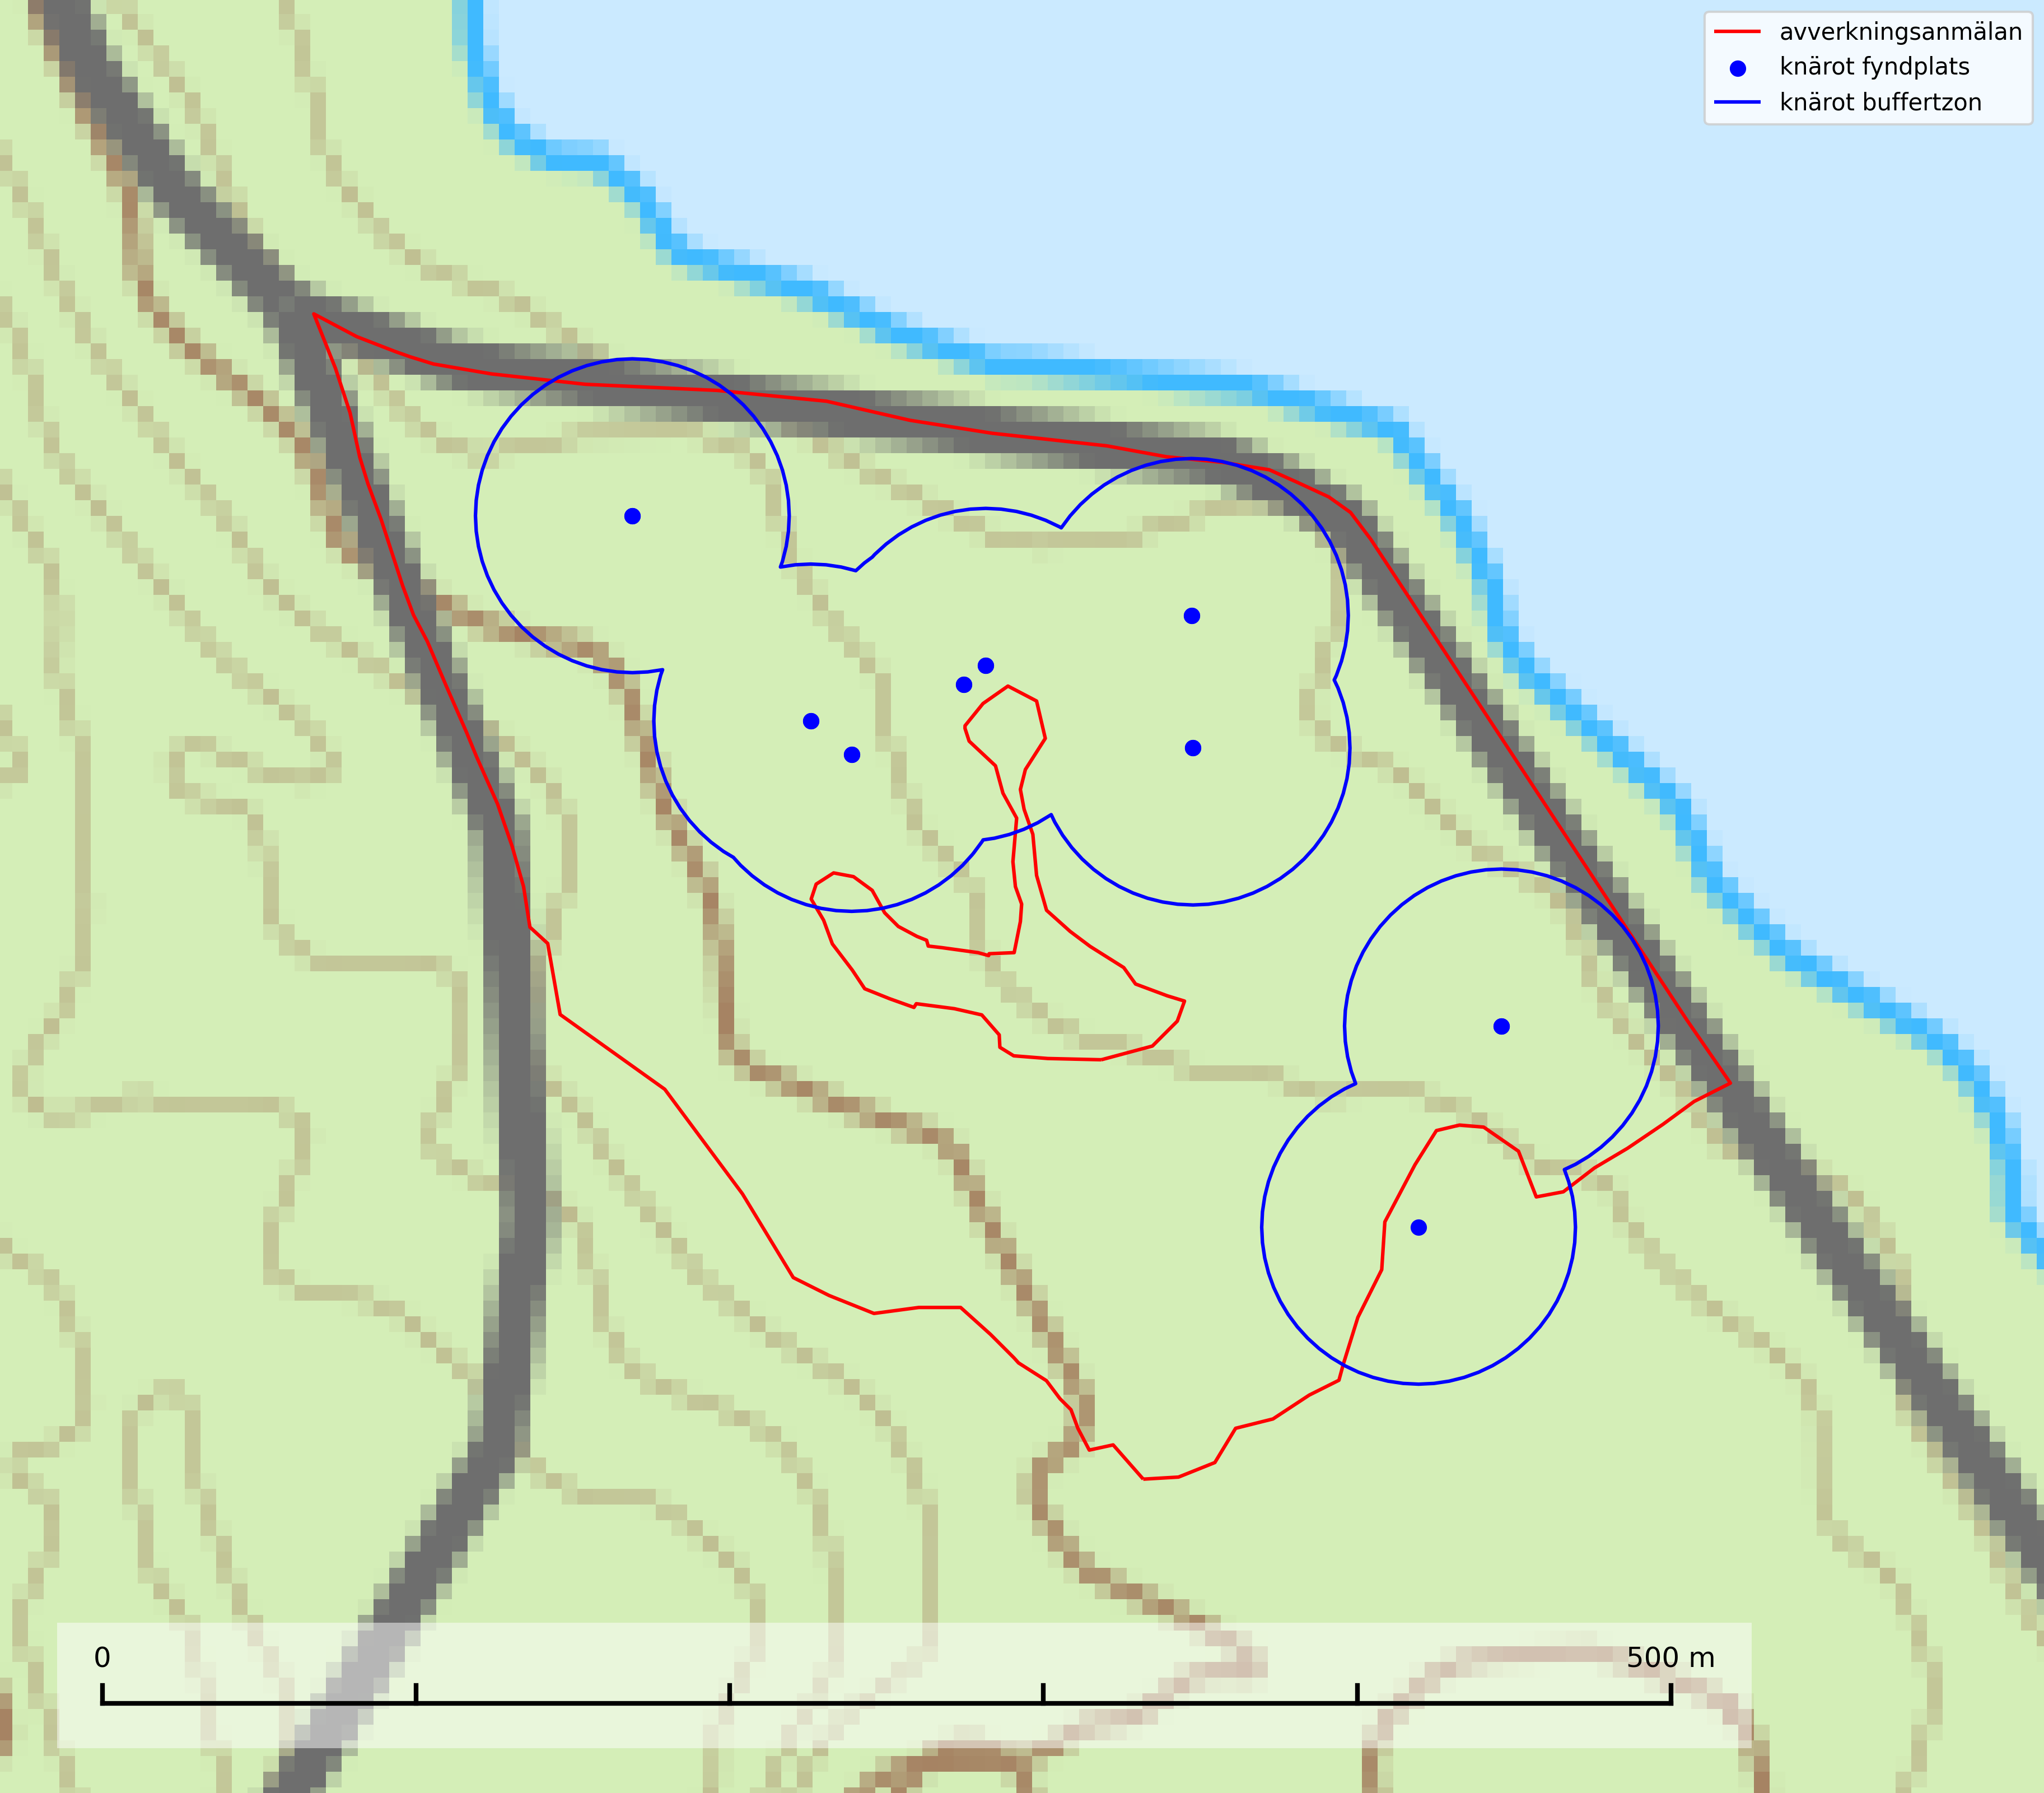 avverkningsanmälan
knärot fyndplats
knärot buffertzon
0
500 m